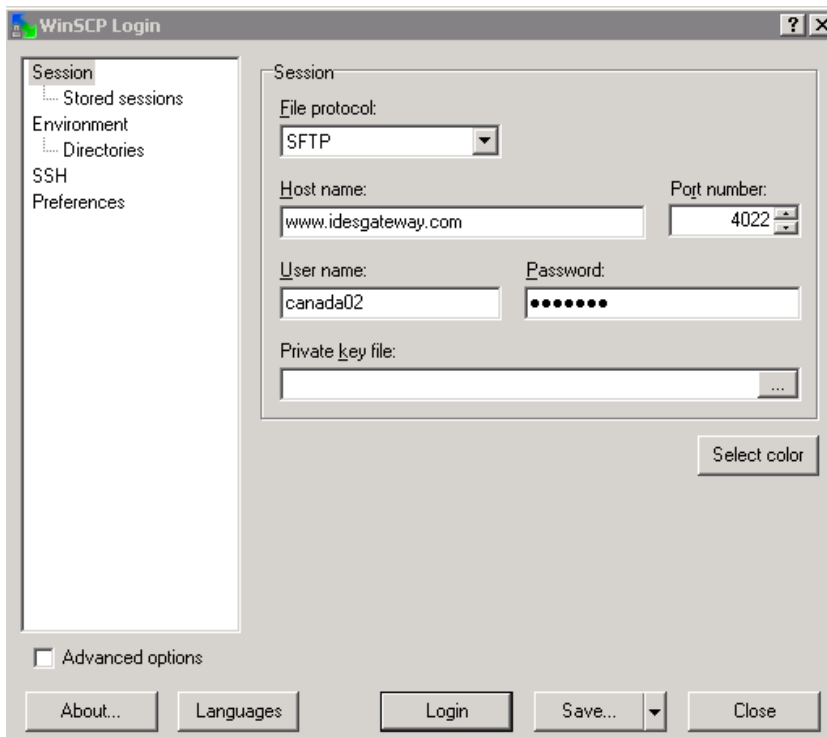 WinSCP Login
Session
Stored sessions
Environment
Directories
SSH
Preferences
Session
File protocol:
SFTP
Host name:
Port number:
www.idesgateway.com
4022
User name:
Password:
canada02
●●●●●●●
Private key file:
...
Select color
Advanced options
About...
Languages
Login
Save...
Close